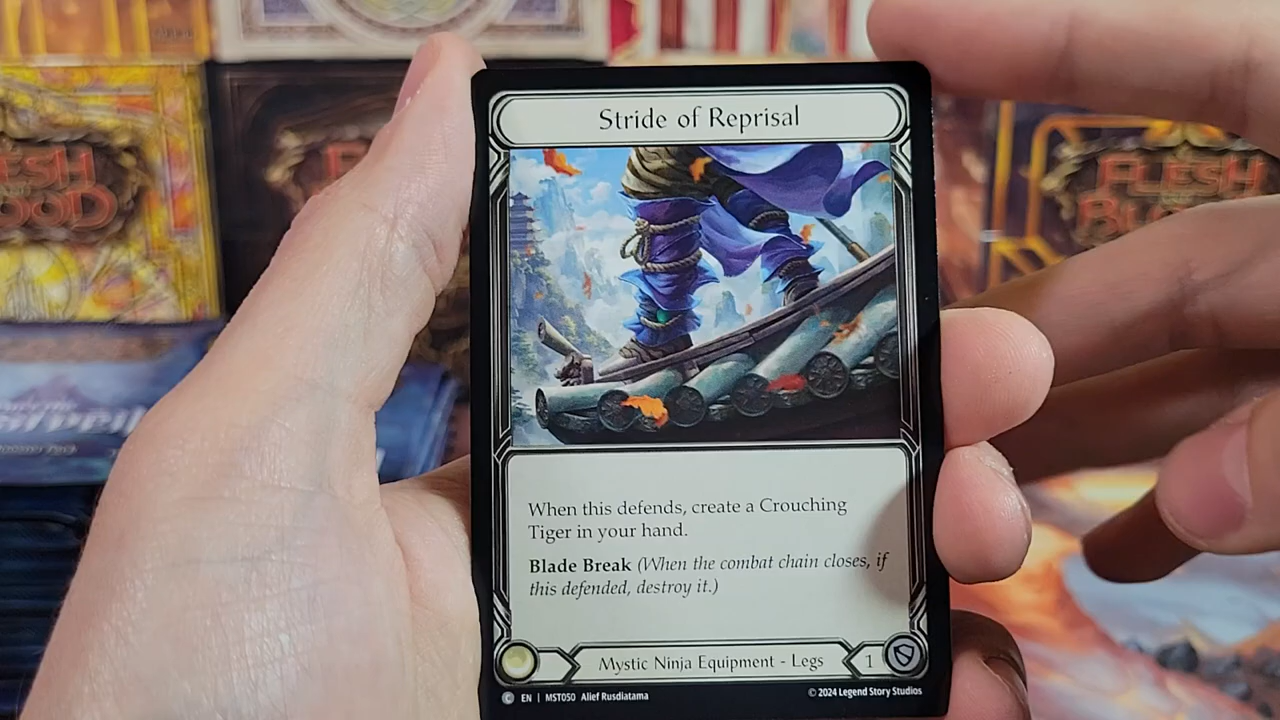 Stride of Reprisal
When this defends, create a Crouching
Tiger in your hand.
Blade Break (When the combat chain closes, if
this defended, destroy it.)
Mystic Ninja Equipment - Legs
1
C EN | MST050 Alief Rusdiatama
© 2024 Legend Story Studios
FLESH
BLOOD